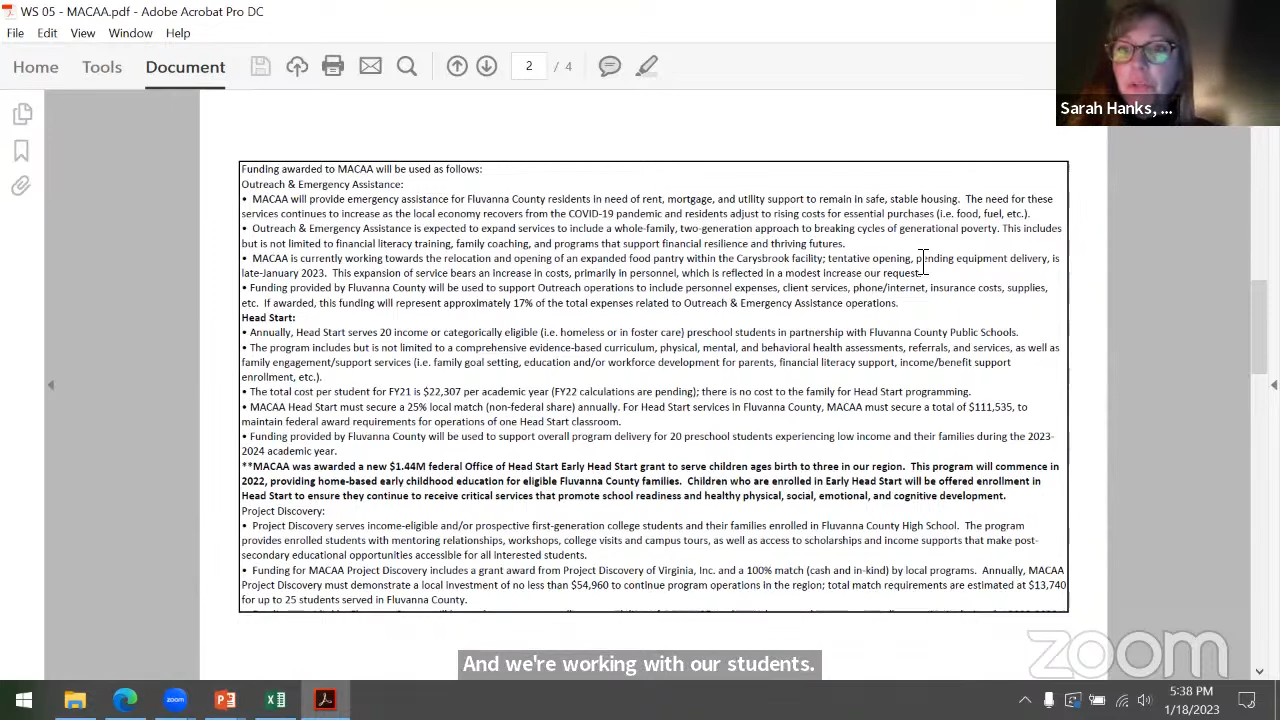 WS 05 - MACAA.pdf - Adobe Acrobat Pro DC
File Edit View Window Help
Home Tools Document 2 / 4
Sarah Hanks, ...
Funding awarded to MACAA will be used as follows:
Outreach & Emergency Assistance:
• MACAA will provide emergency assistance for Fluvanna County residents in need of rent, mortgage, and utility support to remain in safe, stable housing. The need for these
services continues to increase as the local economy recovers from the COVID-19 pandemic and residents adjust to rising costs for essential purchases (i.e. food, fuel, etc.).
• Outreach & Emergency Assistance is expected to expand services to include a whole-family, two-generation approach to breaking cycles of generational poverty. This includes
but is not limited to financial literacy training, family coaching, and programs that support financial resilience and thriving futures.
• MACAA is currently working towards the relocation and opening of an expanded food pantry within the Carysbrook facility; tentative opening, pending equipment delivery, is
late-January 2023. This expansion of service bears an increase in costs, primarily in personnel, which is reflected in a modest increase our request.
• Funding provided by Fluvanna County will be used to support Outreach operations to include personnel expenses, client services, phone/internet, insurance costs, supplies,
etc. If awarded, this funding will represent approximately 17% of the total expenses related to Outreach & Emergency Assistance operations.
Head Start:
• Annually, Head Start serves 20 income or categorically eligible (i.e. homeless or in foster care) preschool students in partnership with Fluvanna County Public Schools.
• The program includes but is not limited to a comprehensive evidence-based curriculum, physical, mental, and behavioral health assessments, referrals, and services, as well as
family engagement/support services (i.e. family goal setting, education and/or workforce development for parents, financial literacy support, income/benefit support
enrollment, etc.).
• The total cost per student for FY21 is $22,307 per academic year (FY22 calculations are pending); there is no cost to the family for Head Start programming.
• MACAA Head Start must secure a 25% local match (non-federal share) annually. For Head Start services in Fluvanna County, MACAA must secure a total of $111,535, to
maintain federal award requirements for operations of one Head Start classroom.
• Funding provided by Fluvanna County will be used to support overall program delivery for 20 preschool students experiencing low income and their families during the 2023-
2024 academic year.
**MACAA was awarded a new $1.44M federal Office of Head Start Early Head Start grant to serve children ages birth to three in our region. This program will commence in
2022, providing home-based early childhood education for eligible Fluvanna County families. Children who are enrolled in Early Head Start will be offered enrollment in
Head Start to ensure they continue to receive critical services that promote school readiness and healthy physical, social, emotional, and cognitive development.
Project Discovery:
• Project Discovery serves income-eligible and/or prospective first-generation college students and their families enrolled in Fluvanna County High School. The program
provides enrolled students with mentoring relationships, workshops, college visits and campus tours, as well as access to scholarships and income supports that make post-
secondary educational opportunities accessible for all interested students.
• Funding for MACAA Project Discovery includes a grant award from Project Discovery of Virginia, Inc. and a 100% match (cash and in-kind) by local programs. Annually, MACAA
Project Discovery must demonstrate a local investment of no less than $54,960 to continue program operations in the region; total match requirements are estimated at $13,740
for up to 25 students served in Fluvanna County.
zoom
And we're working with our students.
zoom
5:38 PM
1/18/2023